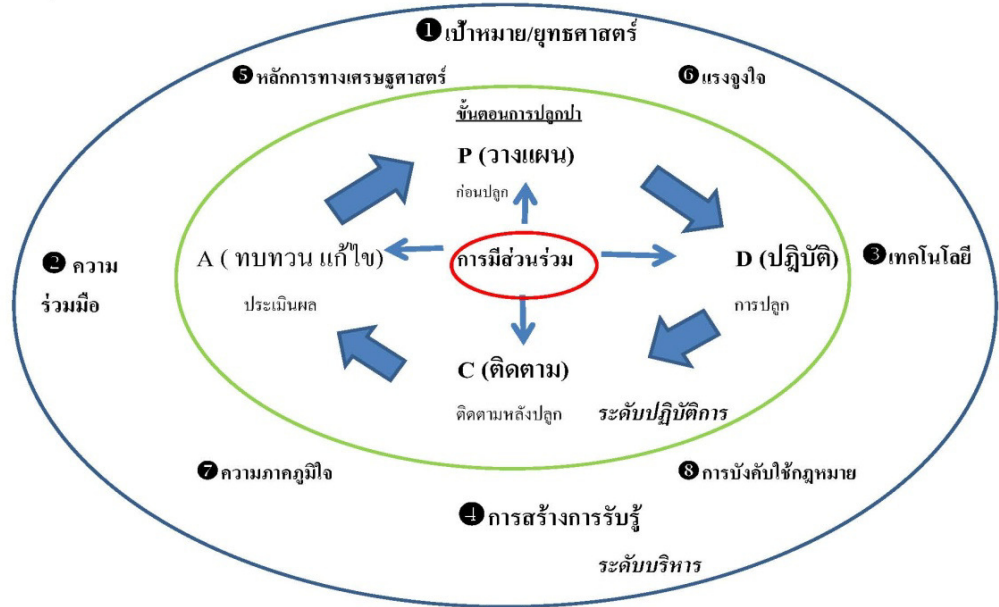 ❶เป้าหมาย/ยุทธศาสตร์
❺หลักการทางเศรษฐศาสตร์
❻แรงจูงใจ
ขั้นตอนการปลูกป่า
P (วางแผน)
ก่อนปลูก
❷ ความ
ร่วมมือ
A ( ทบทวน แก้ไข)
ประเมินผล
การมีส่วนร่วม
D (ปฎิบัติ)
การปลูก
❸เทคโนโลยี
C (ติดตาม)
ติดตามหลังปลูก
ระดับปฏิบัติการ
❼ความภาคภูมิใจ
❽การบังคับใช้กฎหมาย
❹การสร้างการรับรู้
ระดับบริหาร